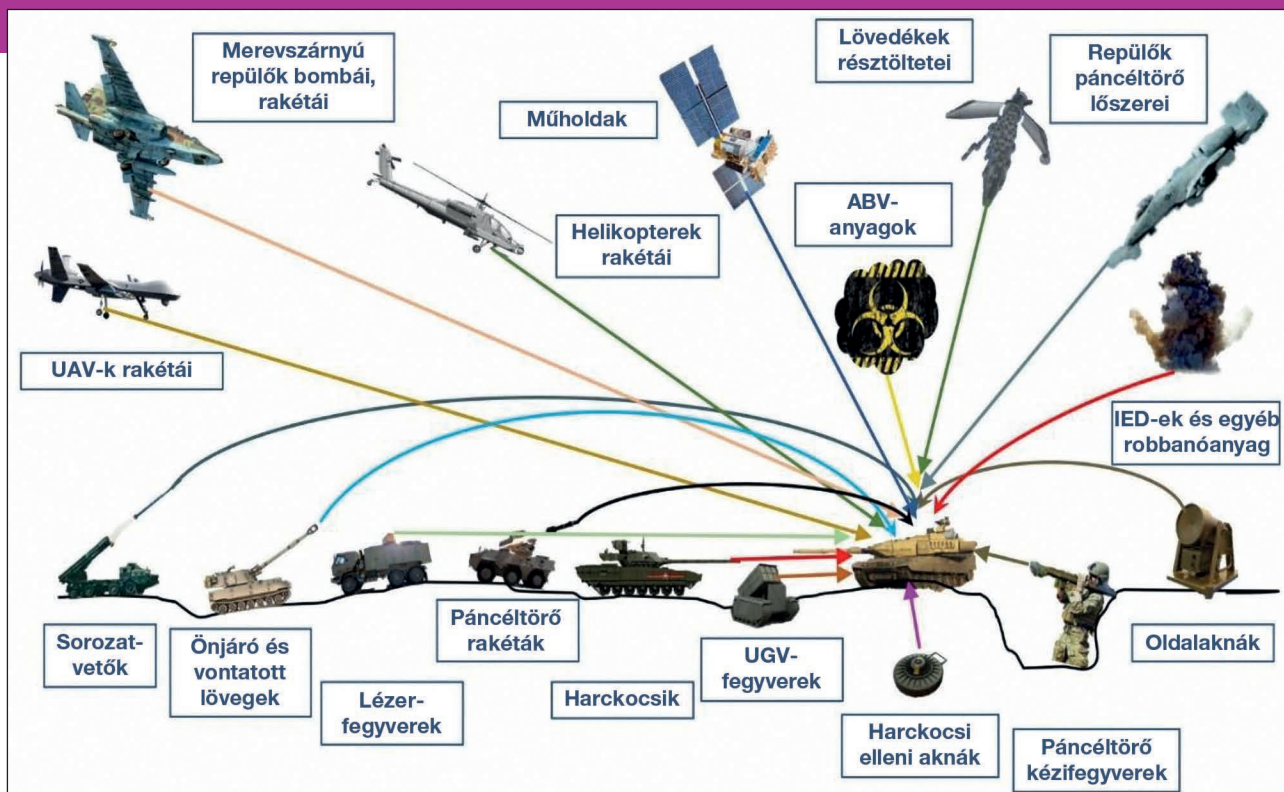 Merevszárnyú
repülők bombái,
rakétái
Műholdak
Lövedékek
résztöltetei
Repülők
páncéltörő
lőszerei
Helikopterek
rakétái
ABV-
anyagok
UAV-k rakétái
IED-ek és egyéb
robbanóanyag
Sorozat-
vetők
Önjáró és
vontatott
lövegek
Lézer-
fegyverek
Páncéltörő
rakéták
Harckocsik
UGV-
fegyverek
Harckocsi
elleni aknák
Páncéltörő
kézifegyverek
Oldalaknák